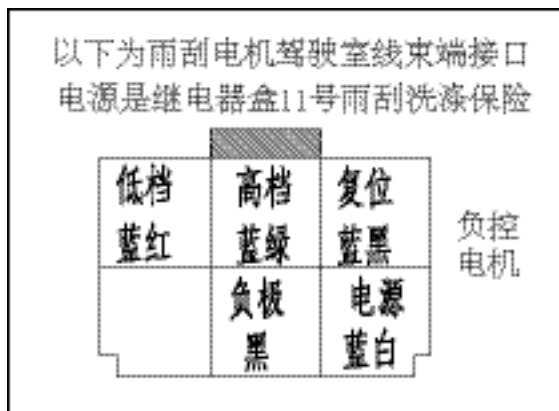 以下为雨刮电机驾驶室线束端接口
电源是继电器盒11号雨刮洗漆保险
低档 高档 复位
蓝红 蓝绿 蓝黑
负控
电机
负板 电源
黑 蓝白